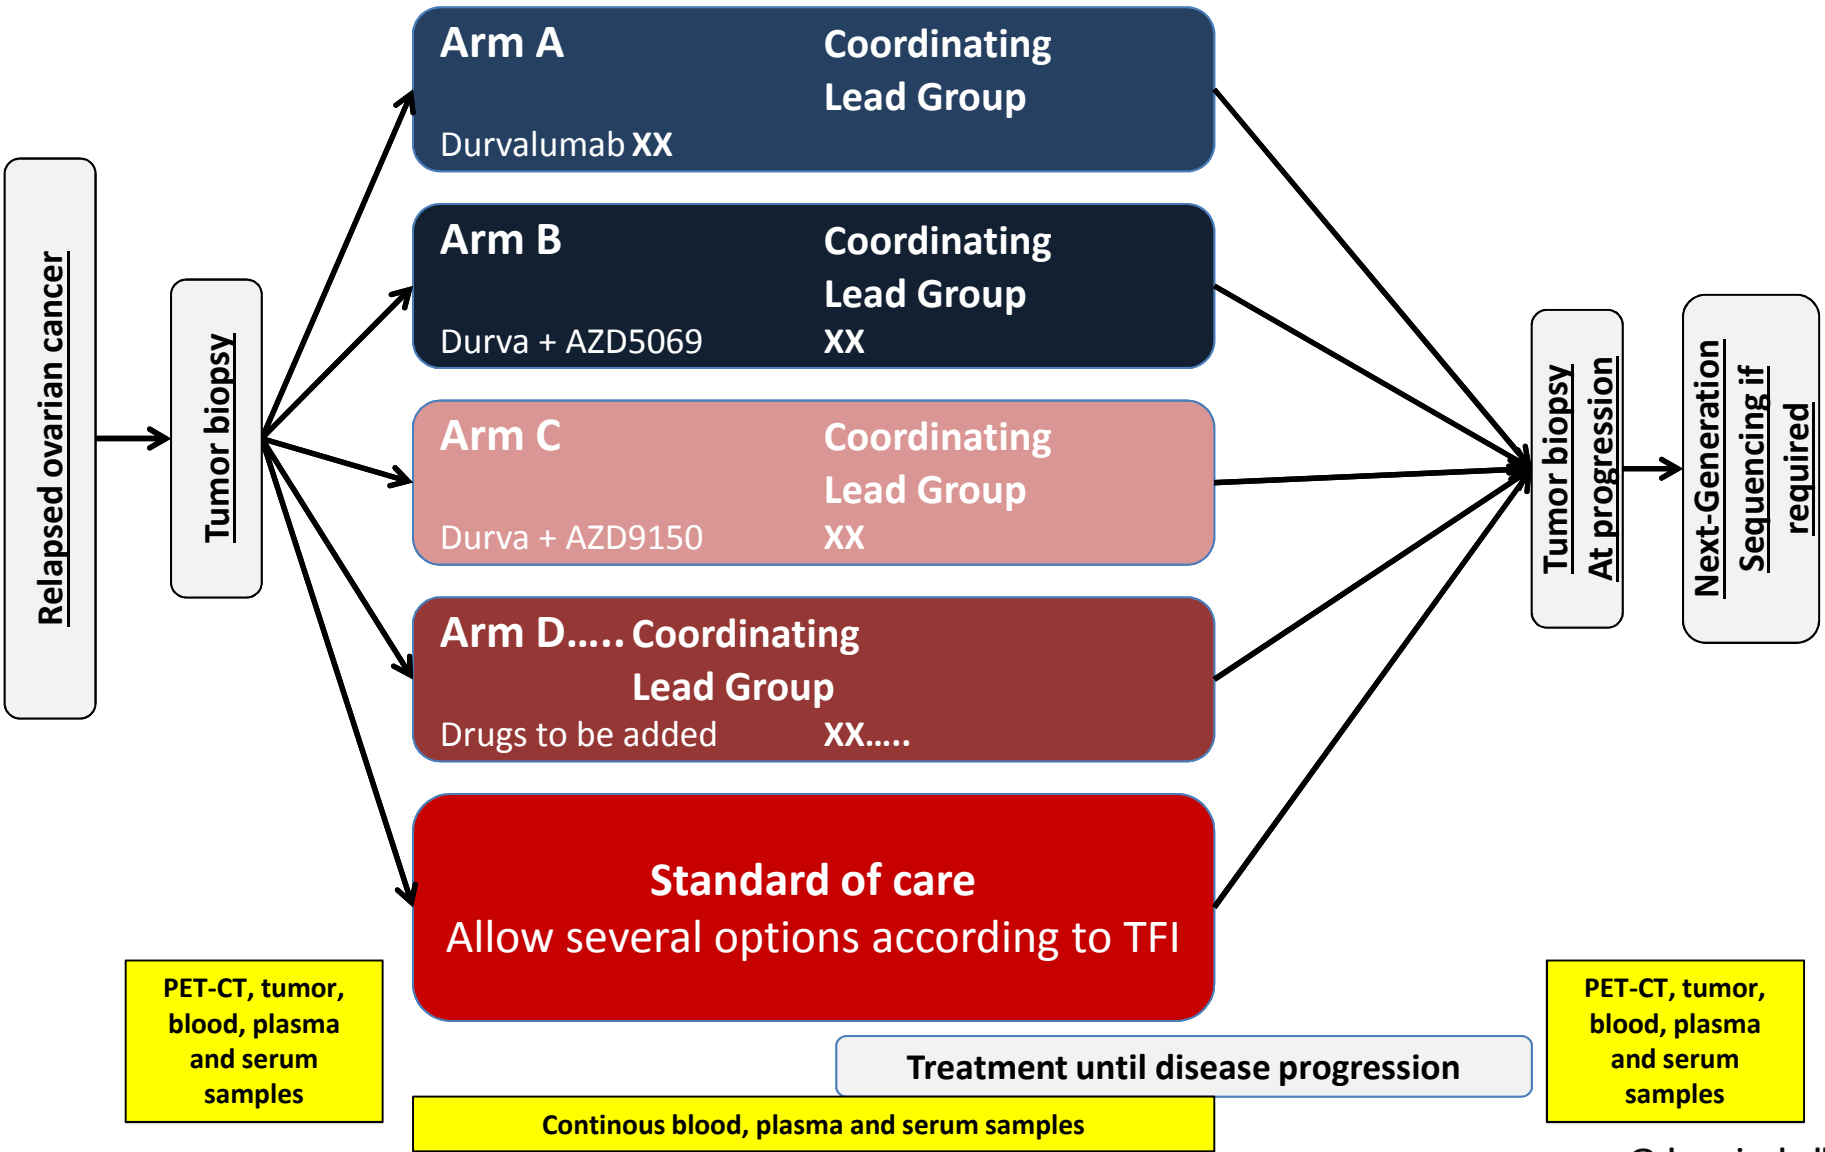 Relapsed ovarian cancer
Tumor biopsy
Arm A
Coordinating
Lead Group
Durvalumab XX
Arm B
Coordinating
Lead Group
Durva + AZD5069
XX
Arm C
Coordinating
Lead Group
Durva + AZD9150
XX
Arm D..... Coordinating
Lead Group
Drugs to be added
XX.....
Standard of care
Allow several options according to TFI
Tumor biopsy
At progression
Next-Generation
Sequencing if
required
PET-CT, tumor,
blood, plasma
and serum
samples
Treatment until disease progression
Continous blood, plasma and serum samples
PET-CT, tumor,
blood, plasma
and serum
samples